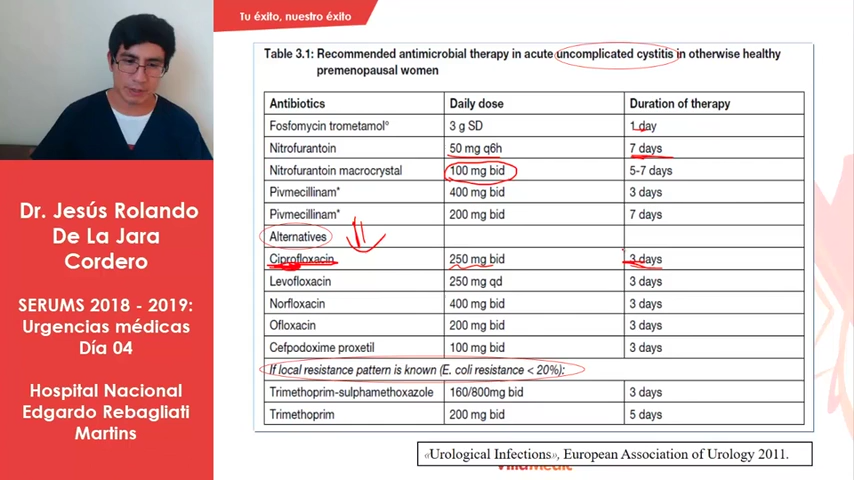 Tu éxito, nuestro éxito
Dr. Jesús Rolando
De La Jara
Cordero
SERUMS 2018 - 2019:
Urgencias médicas
Día 04
Hospital Nacional
Edgardo Rebagliati
Martins
Table 3.1: Recommended antimicrobial therapy in acute uncomplicated cystitis in otherwise healthy
premenopausal women
Antibiotics Daily dose Duration of therapy
Fosfomycin trometamol° 3 g SD 1 day
Nitrofurantoin 50 mg q6h 7 days
Nitrofurantoin macrocrystal 100 mg bid 5-7 days
Pivmecillinam* 400 mg bid 3 days
Pivmecillinam* 200 mg bid 7 days
Alternatives
Ciprofloxacin 250 mg bid 3 days
Levofloxacin 250 mg qd 3 days
Norfloxacin 400 mg bid 3 days
Ofloxacin 200 mg bid 3 days
Cefpodoxime proxetil 100 mg bid 3 days
If local resistance pattern is known (E. coli resistance < 20%):
Trimethoprim-sulphamethoxazole 160/800mg bid 3 days
Trimethoprim 200 mg bid 5 days
«Urological Infections», European Association of Urology 2011.